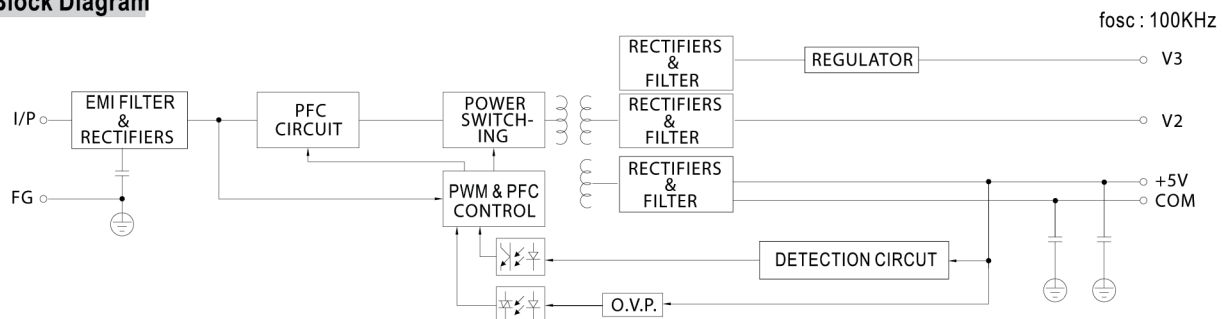 Block Diagram
fosc : 100KHz
I/P
EMI FILTER
&
RECTIFIERS
FG
PFC
CIRCUIT
POWER
SWITCH-
ING
PWM & PFC
CONTROL
RECTIFIERS
&
FILTER
REGULATOR
V3
RECTIFIERS
&
FILTER
V2
RECTIFIERS
&
FILTER
+5V
COM
DETECTION CIRCUT
O.V.P.